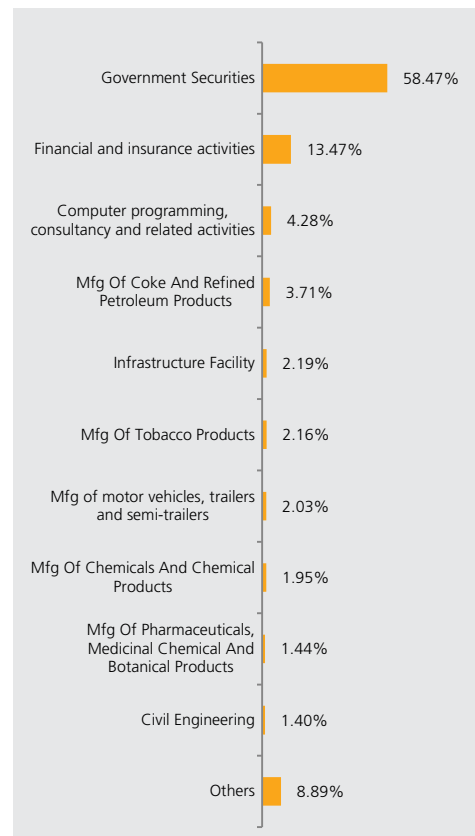 Government Securities 58.47%
Financial and insurance activities 13.47%
Computer programming,
consultancy and related activities 4.28%
Mfg Of Coke And Refined
Petroleum Products 3.71%
Infrastructure Facility 2.19%
Mfg Of Tobacco Products 2.16%
Mfg of motor vehicles, trailers
and semi-trailers 2.03%
Mfg Of Chemicals And Chemical
Products 1.95%
Mfg Of Pharmaceuticals,
Medicinal Chemical And
Botanical Products 1.44%
Civil Engineering 1.40%
Others 8.89%